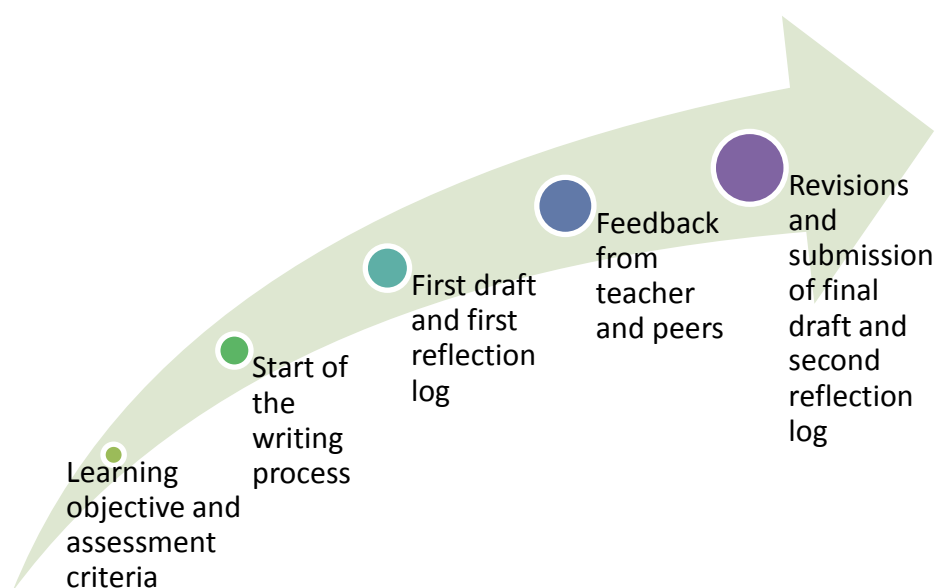 Learning
objective and
assessment
criteria
Start of
the
writing
process
First draft
and first
reflection
log
Feedback
from
teacher
and peers
Revisions
and
submission
of final
draft and
second
reflection
log